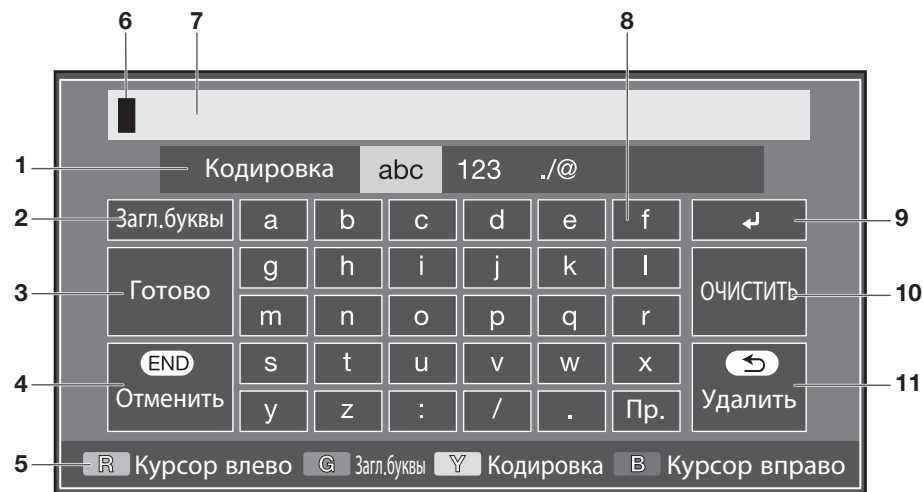 6 7 8
1 Кодировка abc 123 ./@
2 Загл.буквы a b c d e f ↲ 9
g h i j k l
3 Готово ОЧИСТИТЬ 10
m n o p q r
END s t u v w x
4 Отменить Удалить 11
y z : / . Пр.
5 R Курсор влево G Загл.буквы Y Кодировка B Курсор вправо